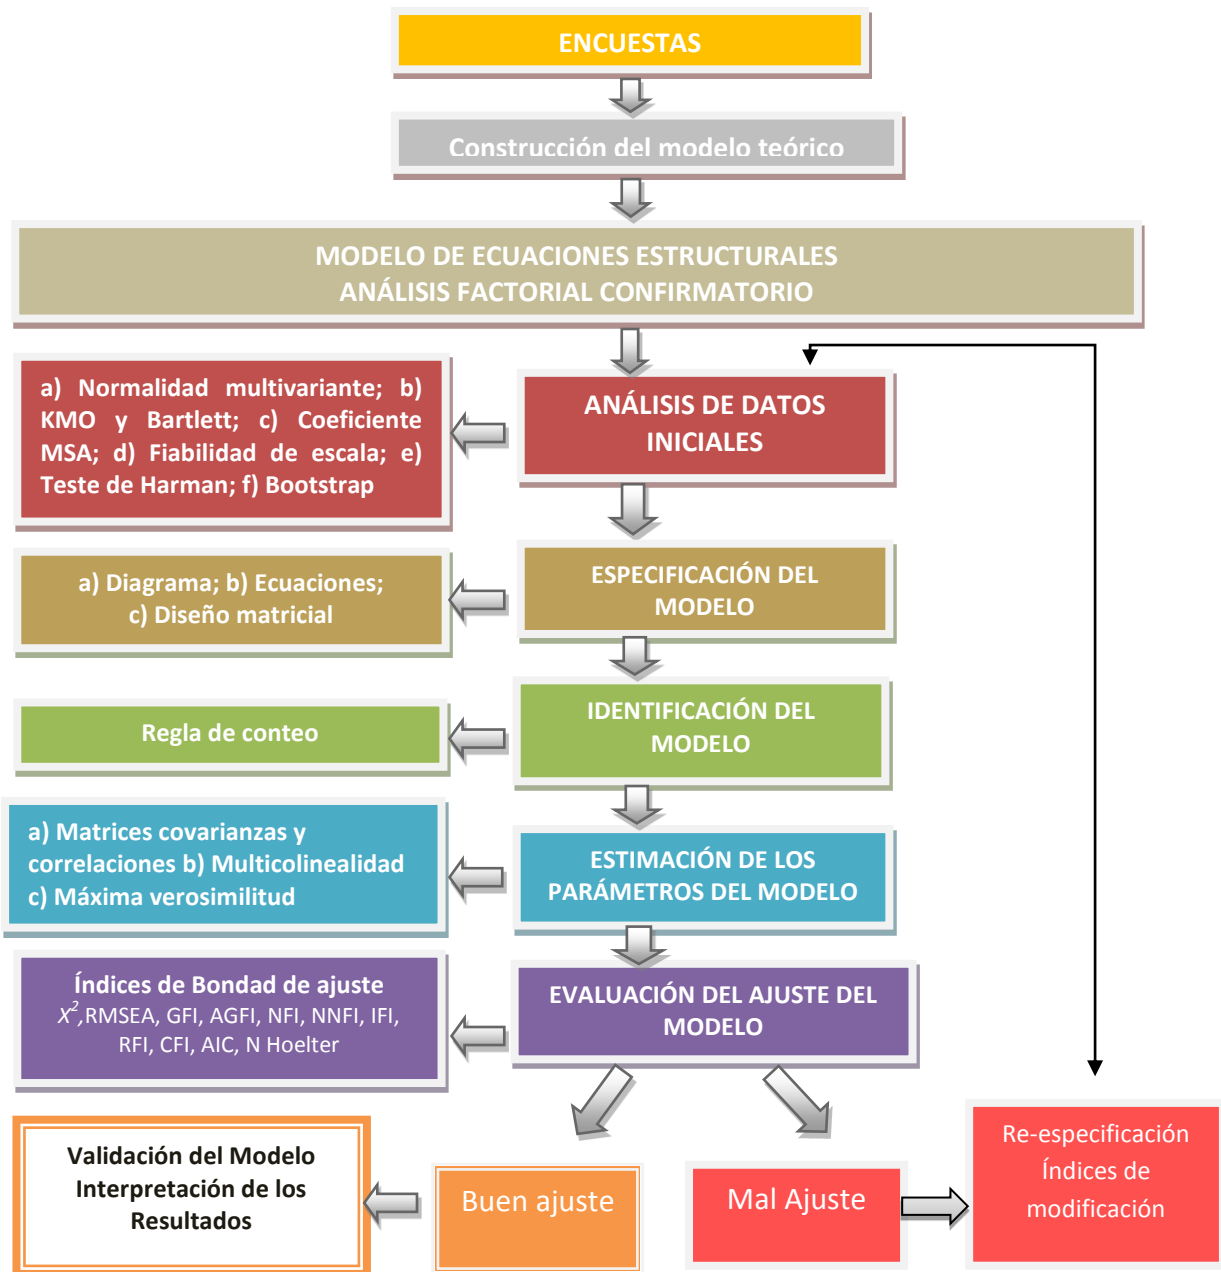 ENCUESTAS
Construcción del modelo teórico
MODELO DE ECUACIONES ESTRUCTURALES
ANÁLISIS FACTORIAL CONFIRMATORIO
a) Normalidad multivariante; b)
KMO y Bartlett; c) Coeficiente
MSA; d) Fiabilidad de escala; e)
Teste de Harman; f) Bootstrap
ANÁLISIS DE DATOS
INICIALES
a) Diagrama; b) Ecuaciones;
c) Diseño matricial
ESPECIFICACIÓN DEL
MODELO
Regla de conteo
IDENTIFICACIÓN DEL
MODELO
a) Matrices covarianzas y
correlaciones b) Multicolinealidad
c) Máxima verosimilitud
ESTIMACIÓN DE LOS
PARÁMETROS DEL MODELO
Índices de Bondad de ajuste
X²,RMSEA, GFI, AGFI, NFI, NNFI, IFI,
RFI, CFI, AIC, N Hoelter
EVALUACIÓN DEL AJUSTE DEL
MODELO
Validación del Modelo
Interpretación de los
Resultados
Buen ajuste
Mal Ajuste
Re-especificación
Índices de
modificación